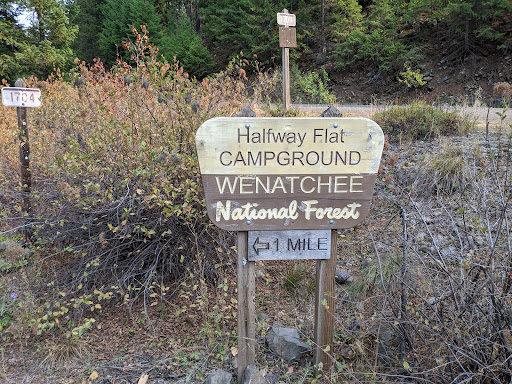 1704
Halfway Flat
CAMPGROUND
WENATCHEE
National Forest
1 MILE